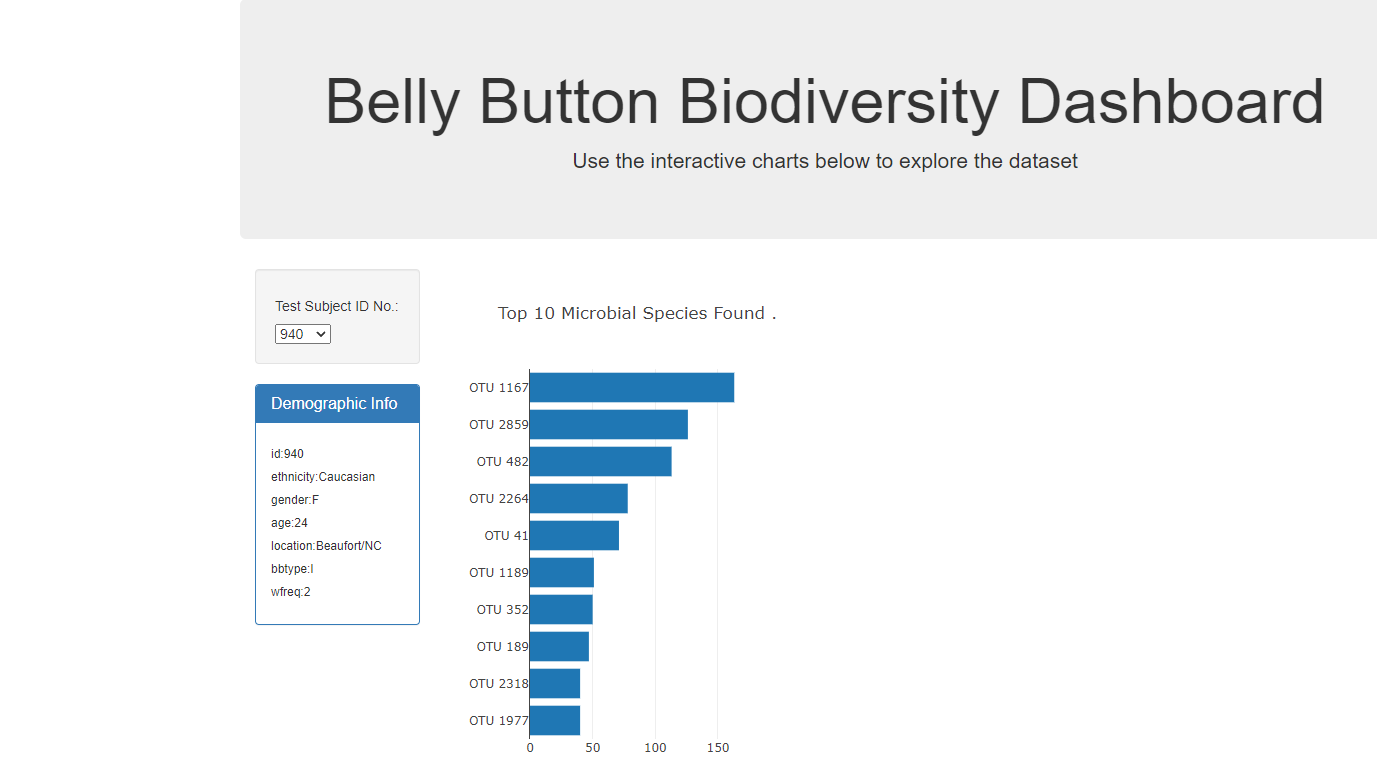 Belly Button Biodiversity Dashboard
Use the interactive charts below to explore the dataset
Test Subject ID No.:
940
Demographic Info
id:940
ethnicity:Caucasian
gender:F
age:24
location:Beaufort/NC
bbtype:I
wfreq:2
Top 10 Microbial Species Found .
OTU 1167
OTU 2859
OTU 482
OTU 2264
OTU 41
OTU 1189
OTU 352
OTU 189
OTU 2318
OTU 1977
0 50 100 150